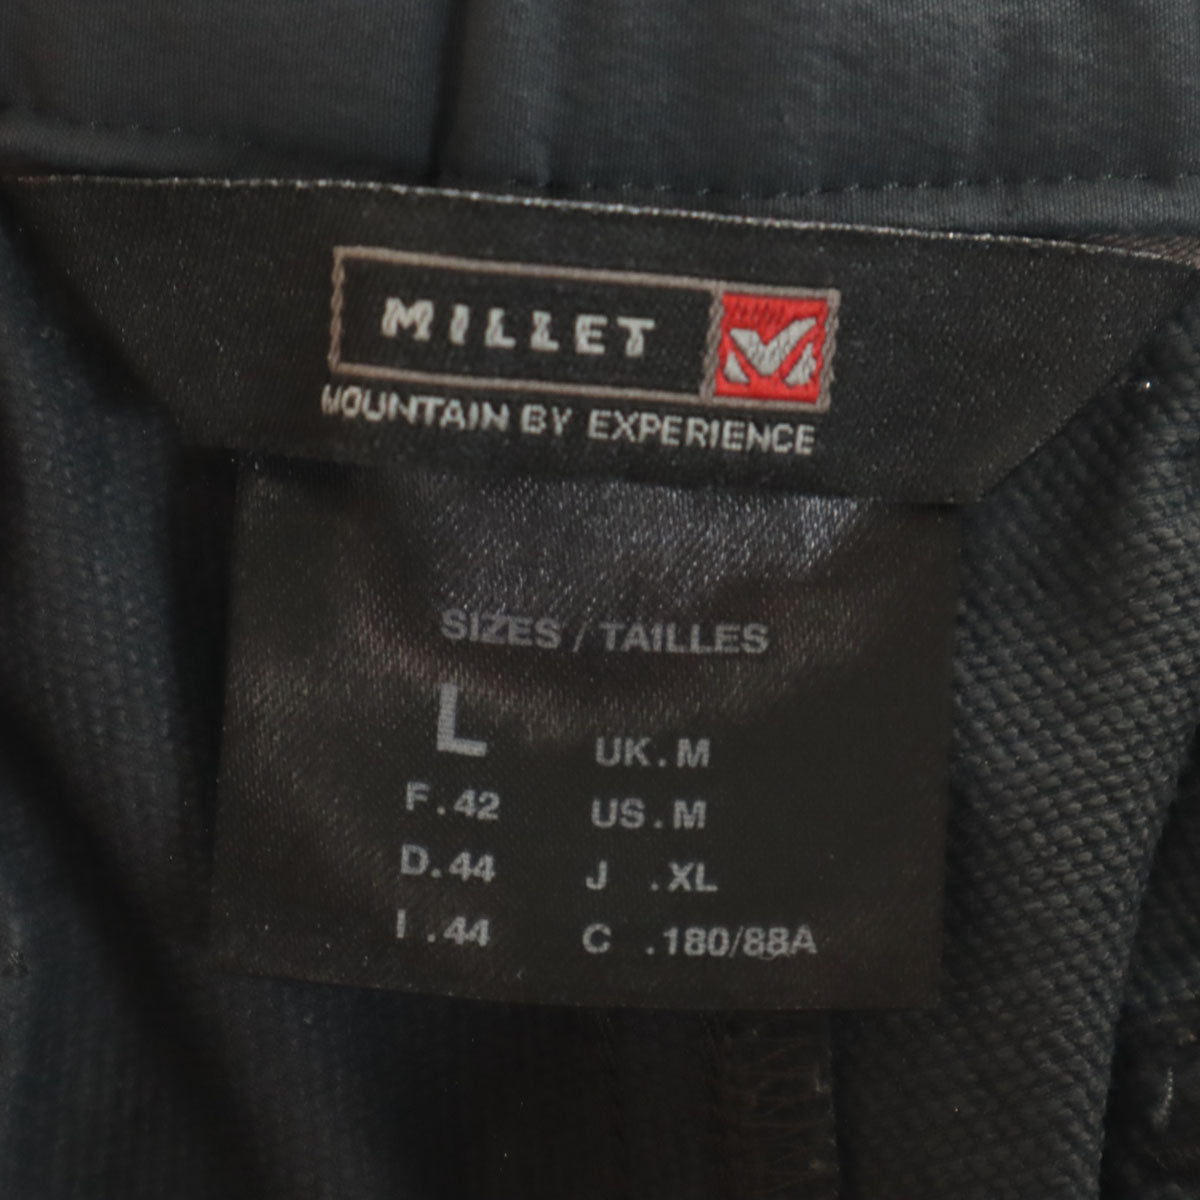 MILLET
MOUNTAIN BY EXPERIENCE
SIZES / TAILLES
L
UK.M
F.42
US.M
D.44
J .XL
I .44
C .180/88A